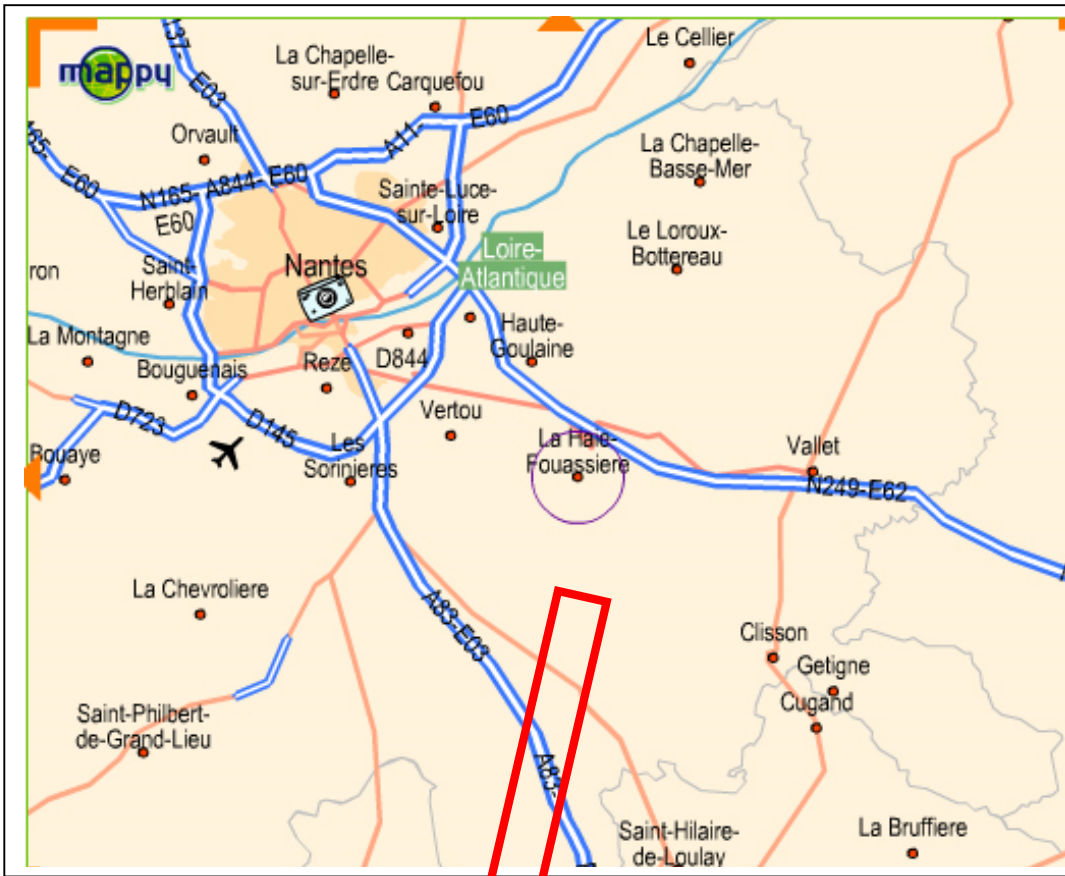 A37-
E03
La Chapelle-
sur-Erdre
Carquefou
Le Cellier
mappy
Orvault
A11-
E60
La Chapelle-
Basse-Mer
E60
N165-
A844-
E60
E60
Sainte-Luce-
sur-Loire
Le Loroux-
Bottereau
Loire-
Atlantique
ron
Saint-
Herblain
Nantes
La Montagne
Haute-
Goulaine
D844
Bouguenais
Reze
D723
D145
Vertou
Les
Sorinieres
Bouaye
La Haie-
Fouassiere
Vallet
N249-E62
La Chevroliere
A83-E03
Clisson
Getigne
Cugand
Saint-Philbert-
de-Grand-Lieu
A83-
Saint-Hilaire-
de-Loulay
La Bruffiere